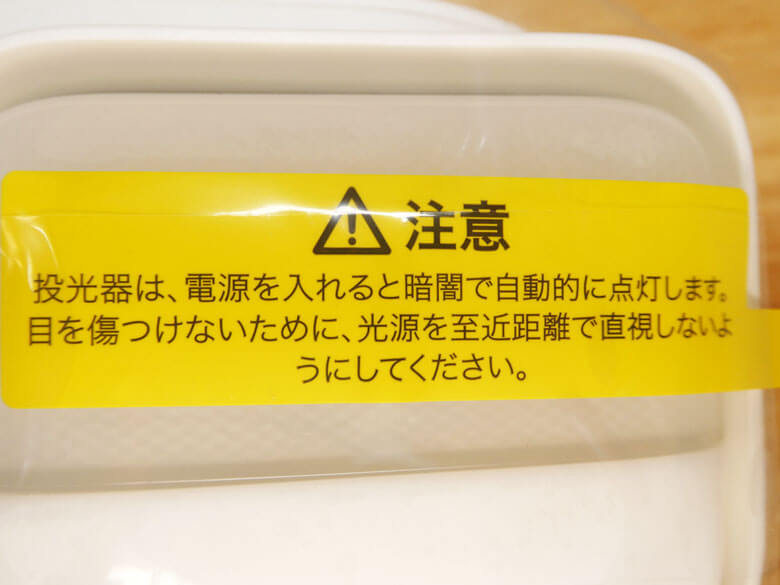 注意
投光器は、電源を入れると暗闇で自動的に点灯します。
目を傷つけないために、光源を至近距離で直視しないよ
うにしてください。